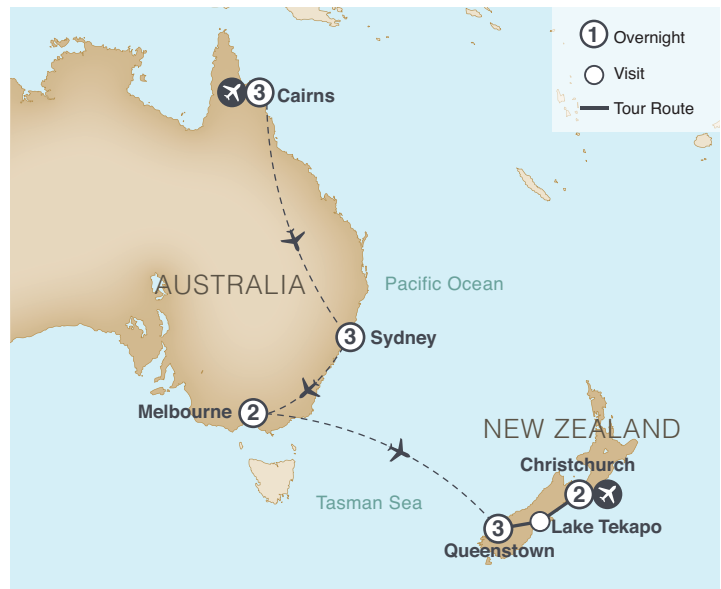 1 Overnight
Visit
Tour Route
3 Cairns
AUSTRALIA
Pacific Ocean
3 Sydney
Melbourne 2
NEW ZEALAND
Christchurch
2
Tasman Sea
3
Lake Tekapo
Queenstown